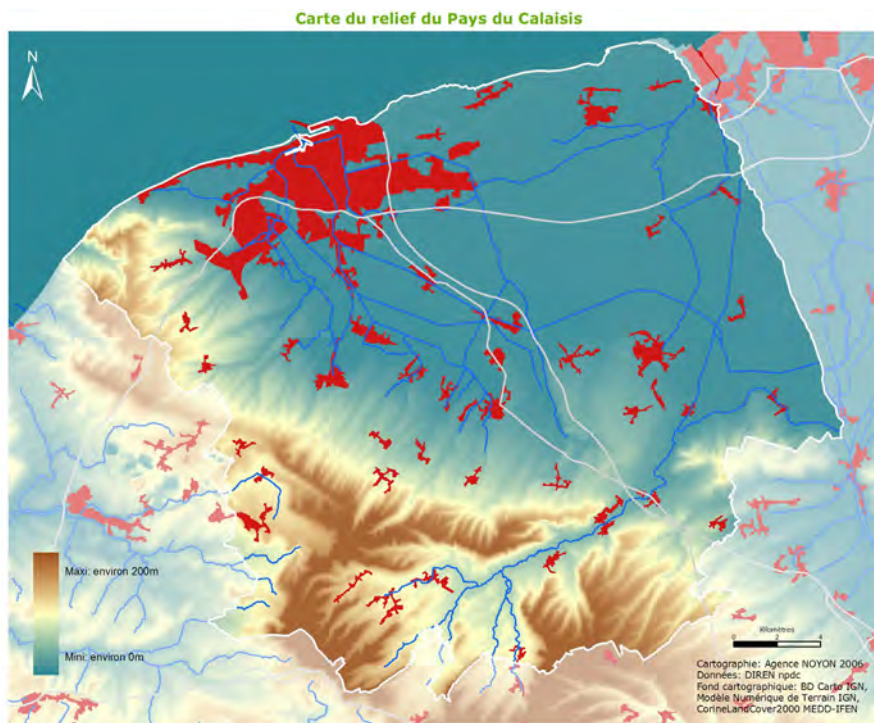 Carte du relief du Pays du Calaisis
N
Maxi: environ 200m
Mini: environ 0m
Kilomètres
0 2 4
Cartographie: Agence NOYON 2006
Données: DIREN npdc
Fond cartographique: BD Carto IGN,
Modèle Numérique de Terrain IGN,
CorineLandCover2000 MEDD-IFEN